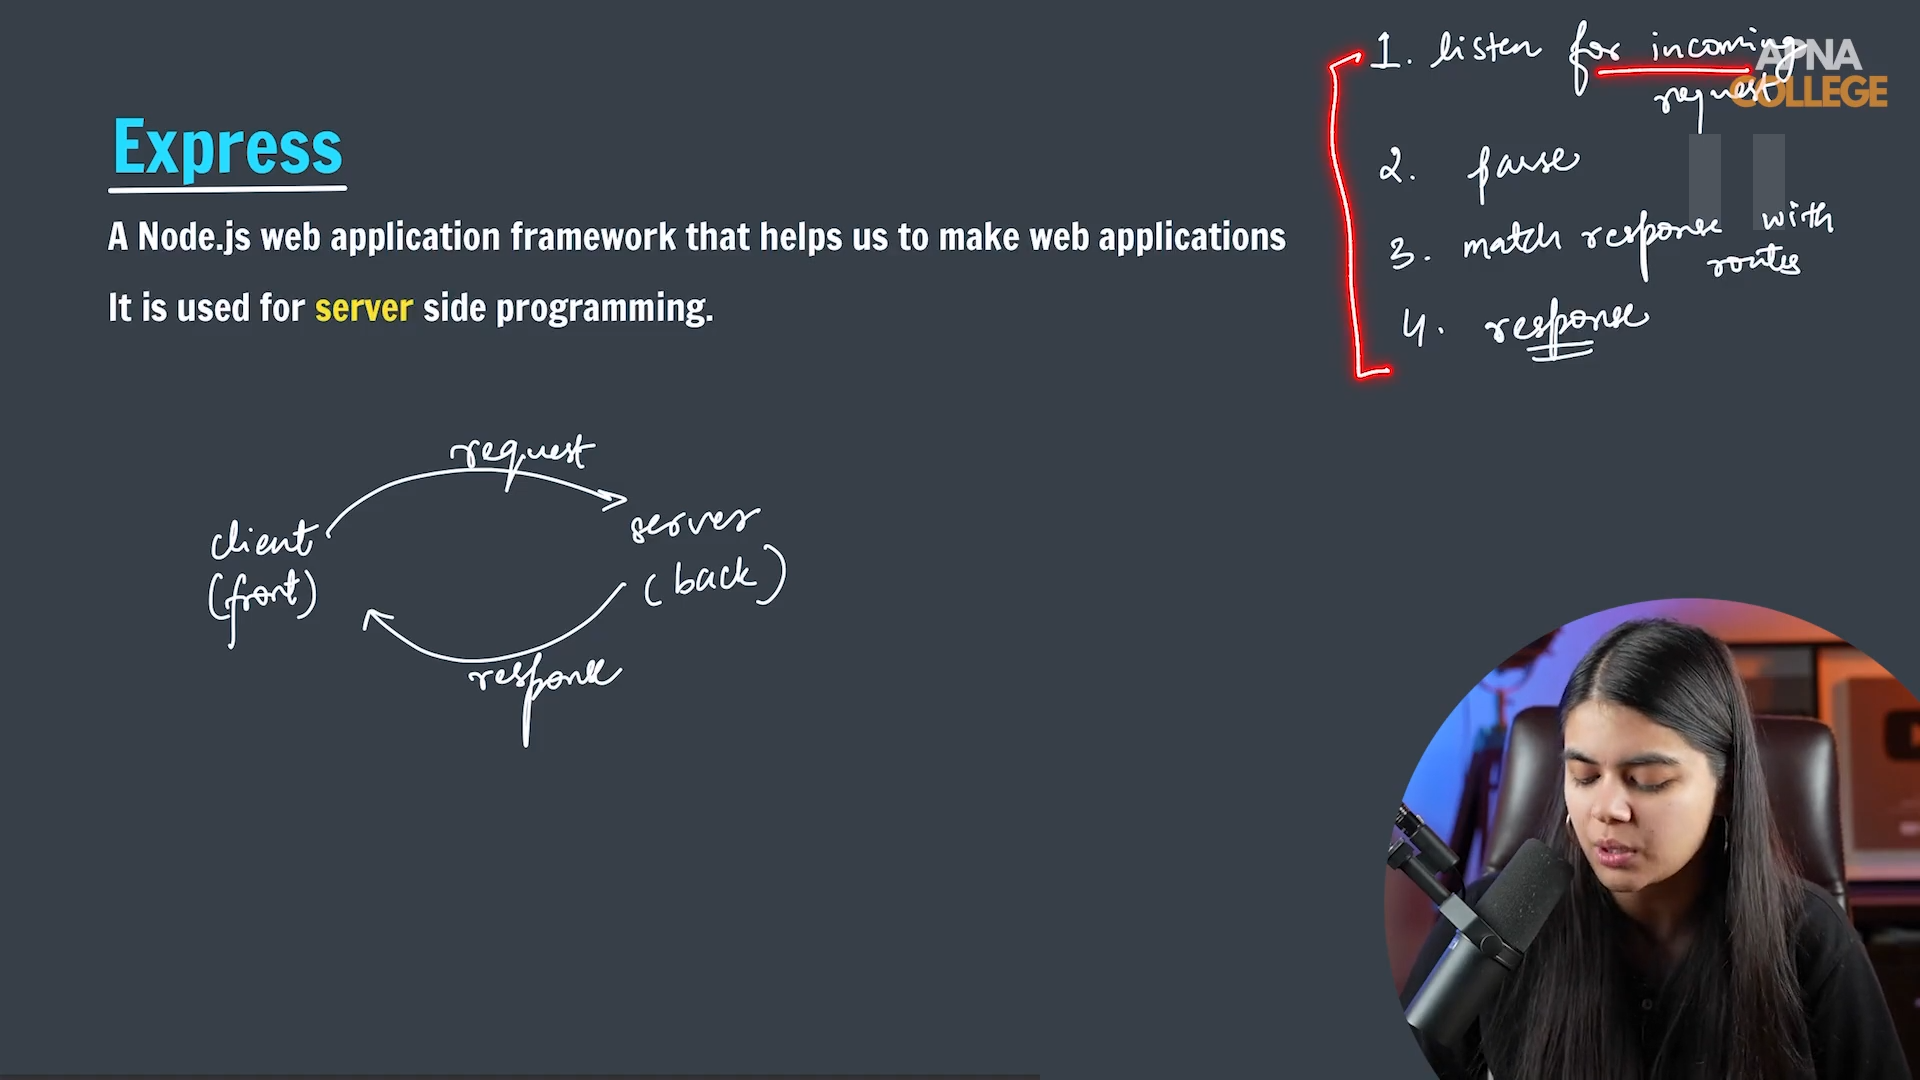 APNA
COLLEGE
Express
A Node.js web application framework that helps us to make web applications
It is used for server side programming.
1. listen for incoming
request
2. parse
3. match response with
routes
4. response
request
client
(front)
server
(back)
response